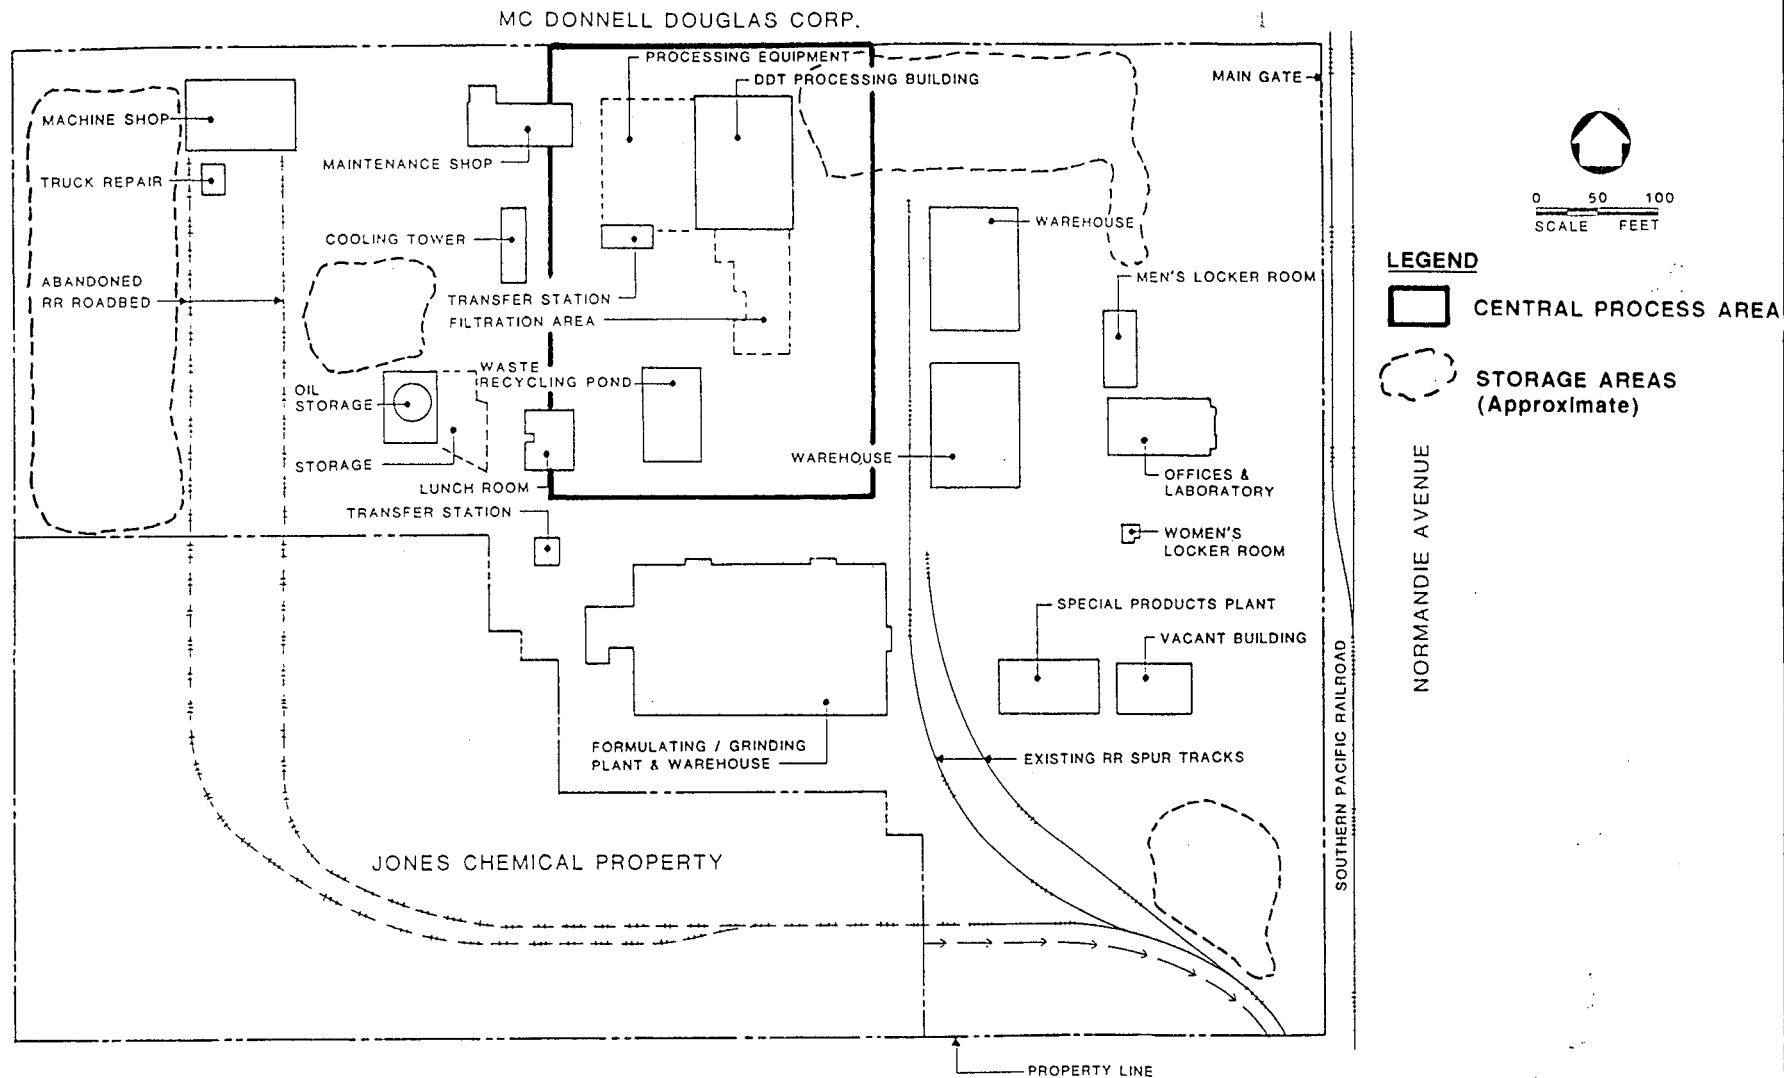 MC DONNELL DOUGLAS CORP.
PROCESSING EQUIPMENT
DDT PROCESSING BUILDING
MAIN GATE
MACHINE SHOP
MAINTENANCE SHOP
TRUCK REPAIR
0 50 100
SCALE FEET
WAREHOUSE
COOLING TOWER
LEGEND
MEN'S LOCKER ROOM
ABANDONED
RR ROADBED
TRANSFER STATION
CENTRAL PROCESS AREA
FILTRATION AREA
WASTE
RECYCLING POND
STORAGE AREAS
(Approximate)
OIL
STORAGE
STORAGE
WAREHOUSE
LUNCH ROOM
OFFICES &
LABORATORY
TRANSFER STATION
WOMEN'S
LOCKER ROOM
NORMANDIE AVENUE
SPECIAL PRODUCTS PLANT
VACANT BUILDING
SOUTHERN PACIFIC RAILROAD
FORMULATING / GRINDING
PLANT & WAREHOUSE
EXISTING RR SPUR TRACKS
JONES CHEMICAL PROPERTY
PROPERTY LINE